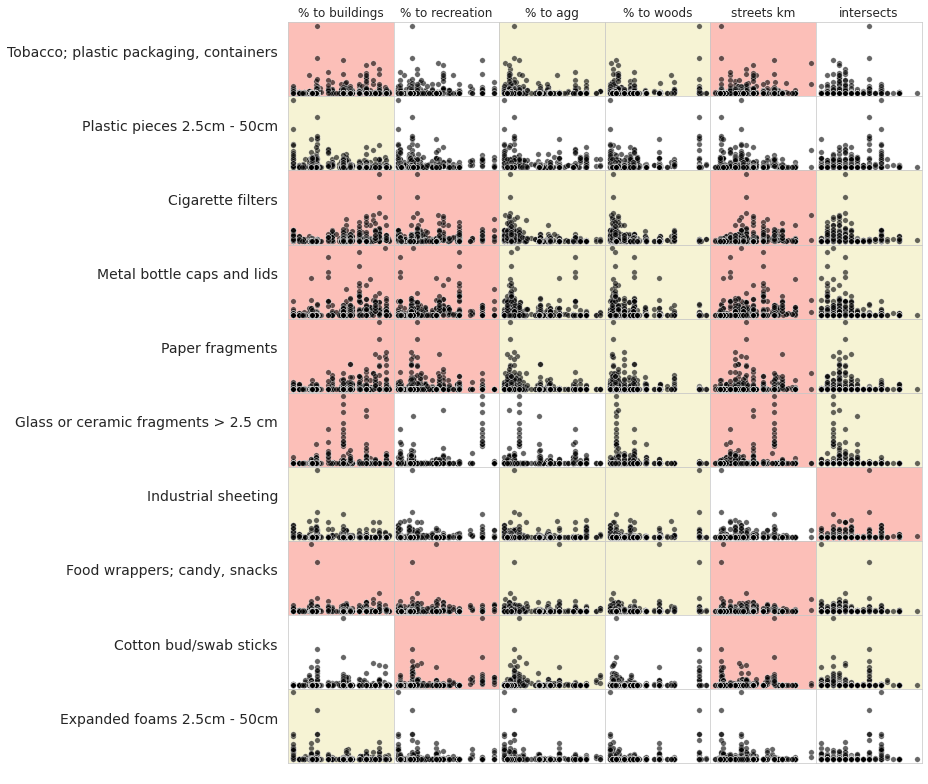 % to buildings % to recreation % to agg % to woods streets km intersects
Tobacco; plastic packaging, containers
Plastic pieces 2.5cm - 50cm
Cigarette filters
Metal bottle caps and lids
Paper fragments
Glass or ceramic fragments > 2.5 cm
Industrial sheeting
Food wrappers; candy, snacks
Cotton bud/swab sticks
Expanded foams 2.5cm - 50cm